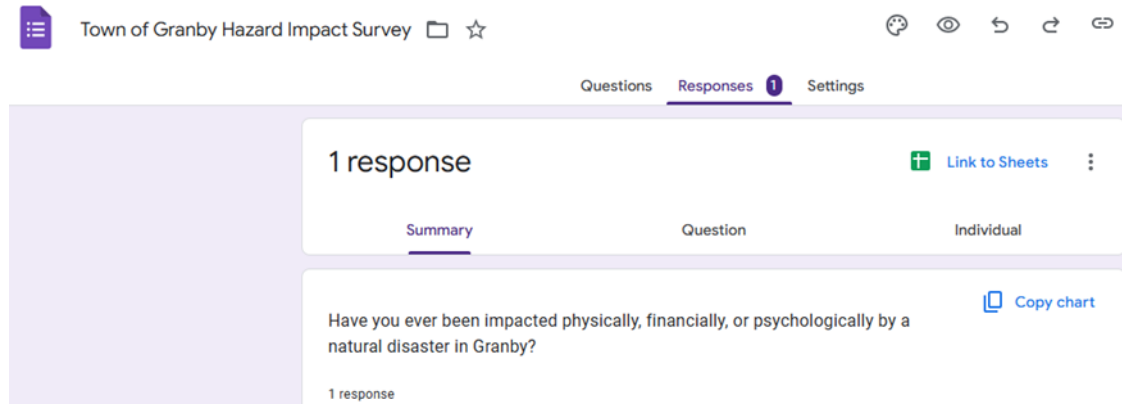 Town of Granby Hazard Impact Survey
Questions Responses 1 Settings
1 response
Link to Sheets
Summary Question Individual
Copy chart
Have you ever been impacted physically, financially, or psychologically by a
natural disaster in Granby?
1 response